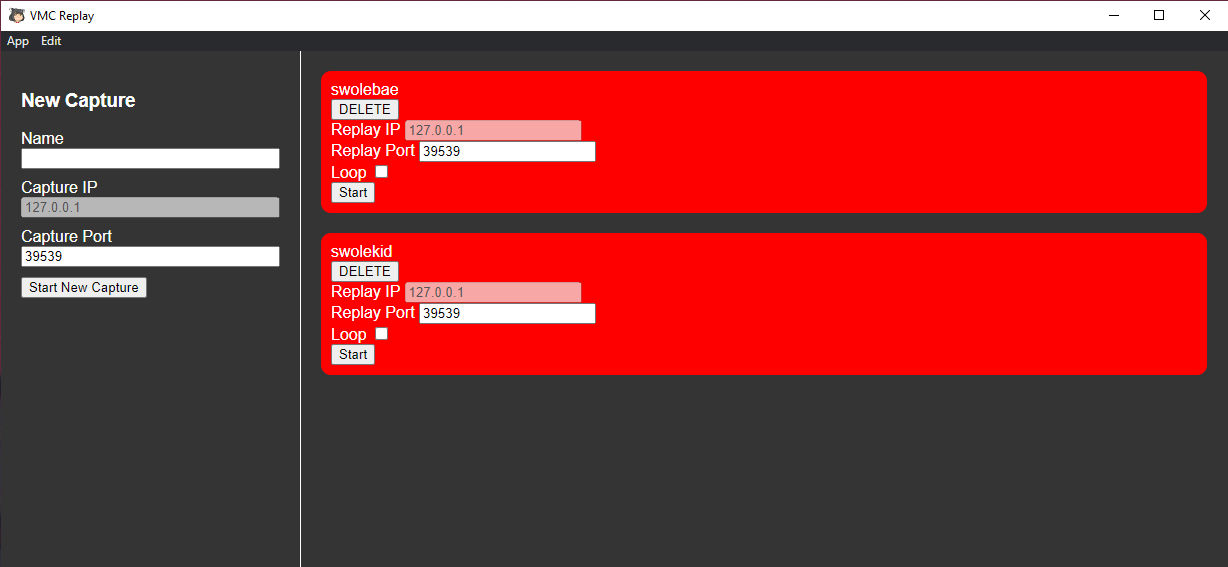 VMC Replay
App Edit
New Capture
Name
Capture IP
127.0.0.1
Capture Port
39539
Start New Capture
swolebae
DELETE
Replay IP 127.0.0.1
Replay Port 39539
Loop
Start
swolekid
DELETE
Replay IP 127.0.0.1
Replay Port 39539
Loop
Start